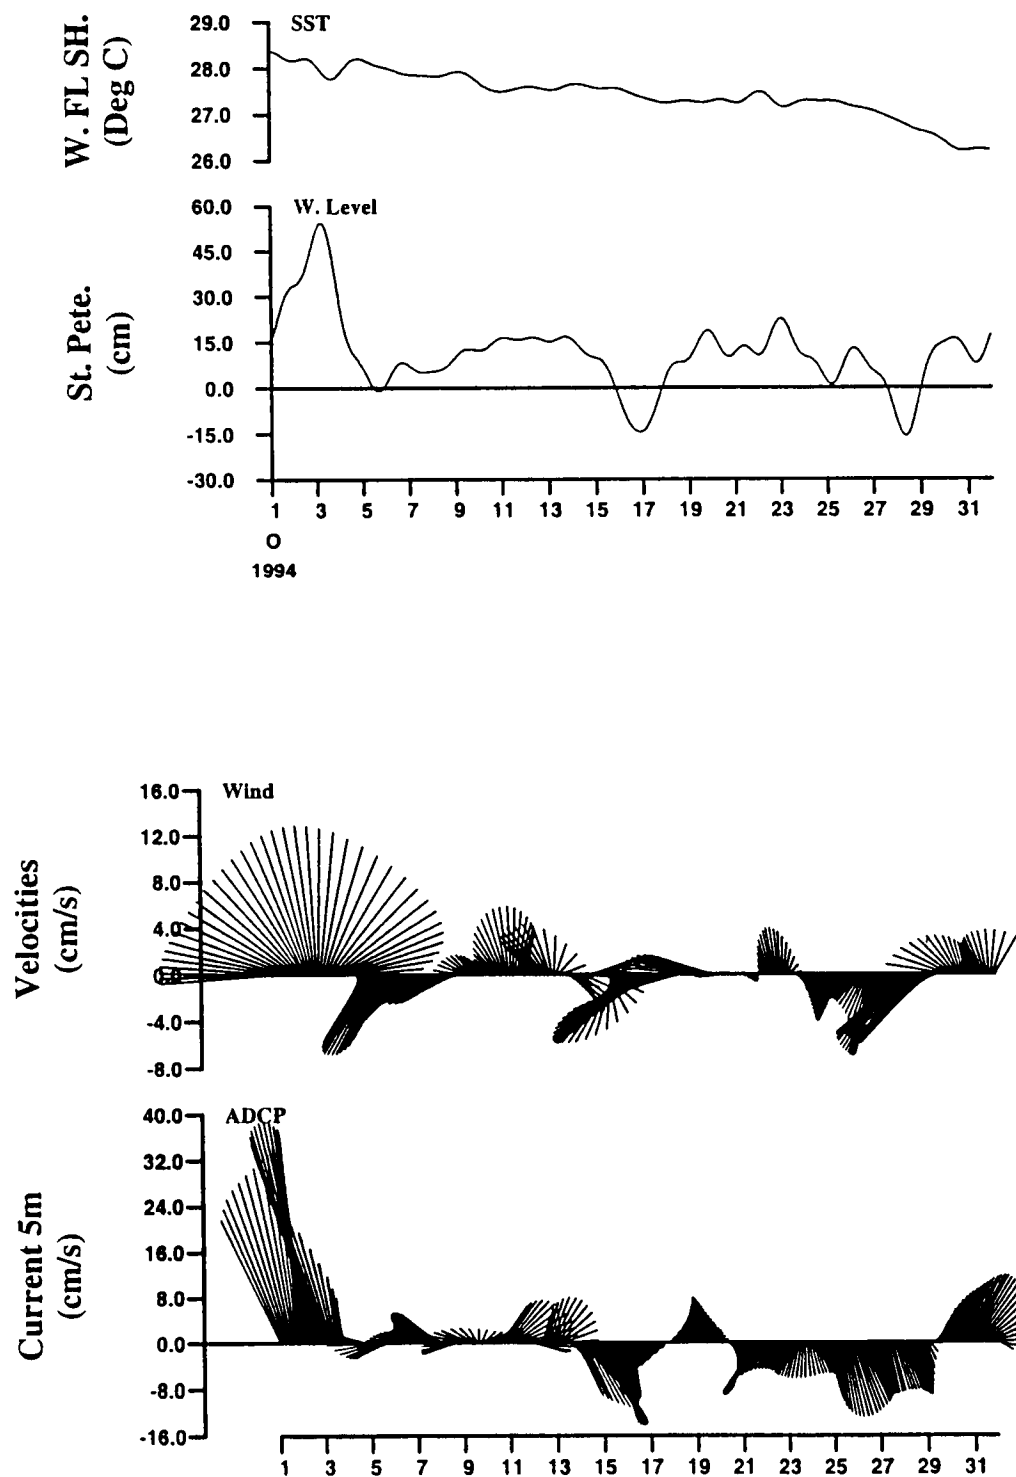 W. FL SH.
(Deg C)
SST
29.0
28.0
27.0
26.0
St. Pete.
(cm)
W. Level
60.0
45.0
30.0
15.0
0.0
-15.0
-30.0
1 3 5 7 9 11 13 15 17 19 21 23 25 27 29 31
O
1994
Velocities
(cm/s)
Wind
16.0
12.0
8.0
4.0
0.0
-4.0
-8.0
Current 5m
(cm/s)
ADCP
40.0
32.0
24.0
16.0
8.0
0.0
-8.0
-16.0
1 3 5 7 9 11 13 15 17 19 21 23 25 27 29 31